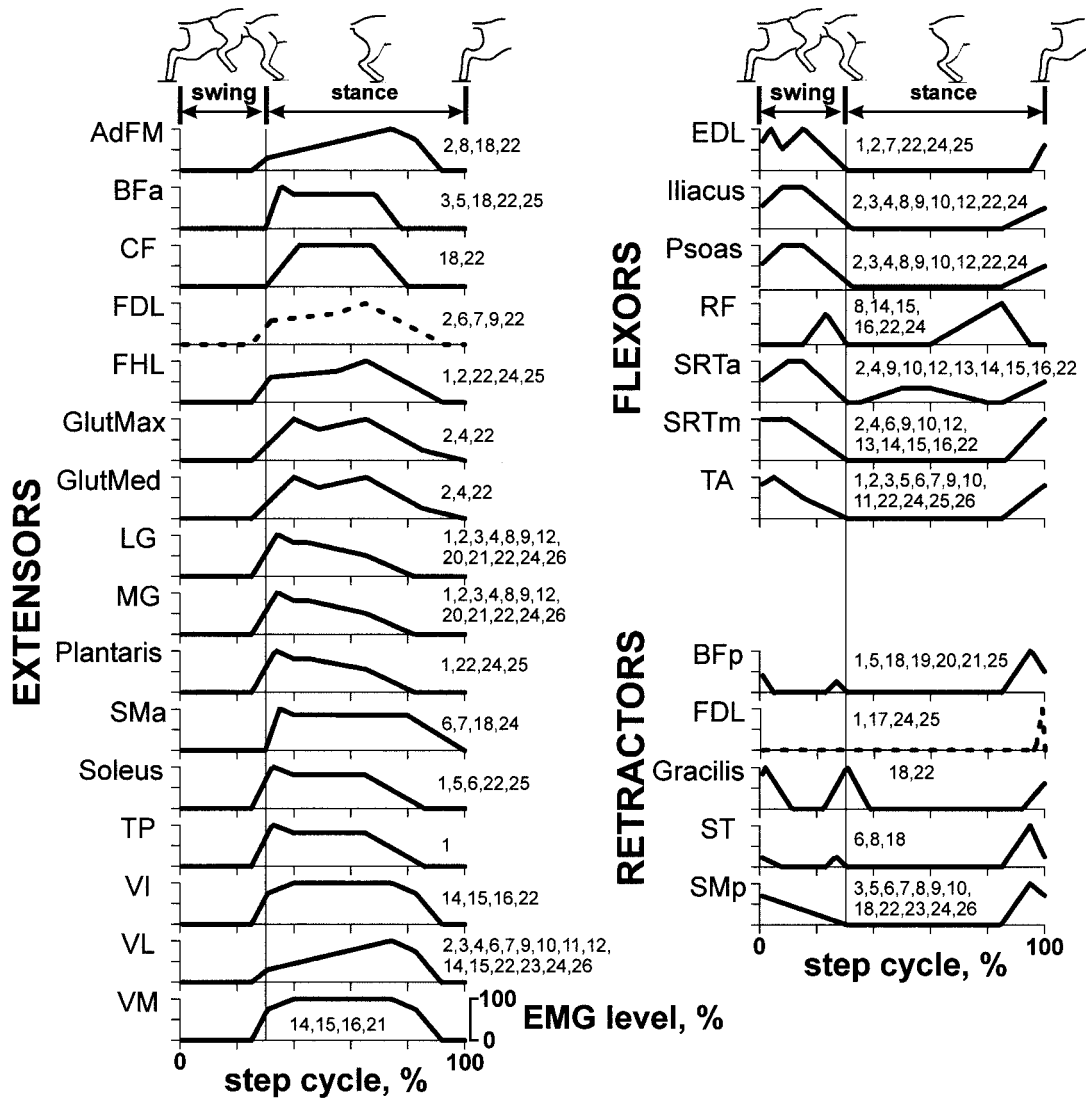 swing
stance
EXTENSORS
AdFM
2,8,18,22
BFa
3,5,18,22,25
CF
18,22
FDL
2,6,7,9,22
FHL
1,2,22,24,25
GlutMax
2,4,22
GlutMed
2,4,22
LG
1,2,3,4,8,9,12,
20,21,22,24,26
MG
1,2,3,4,8,9,12,
20,21,22,24,26
Plantaris
1,22,24,25
SMa
6,7,18,24
Soleus
1,5,6,22,25
TP
1
VI
14,15,16,22
VL
2,3,4,6,7,9,10,11,12,
14,15,22,23,24,26
VM
14,15,16,21
100
0
EMG level, %
0
100
step cycle, %
swing
stance
FLEXORS
EDL
1,2,7,22,24,25
Iliacus
2,3,4,8,9,10,12,22,24
Psoas
2,3,4,8,9,10,12,22,24
RF
8,14,15,
16,22,24
SRTa
2,4,9,10,12,13,14,15,16,22
SRTm
2,4,6,9,10,12,
13,14,15,16,22
TA
1,2,3,5,6,7,9,10,
11,22,24,25,26
RETRACTORS
BFp
1,5,18,19,20,21,25
FDL
1,17,24,25
Gracilis
18,22
ST
6,8,18
SMp
3,5,6,7,8,9,10,
18,22,23,24,26
0
100
step cycle, %